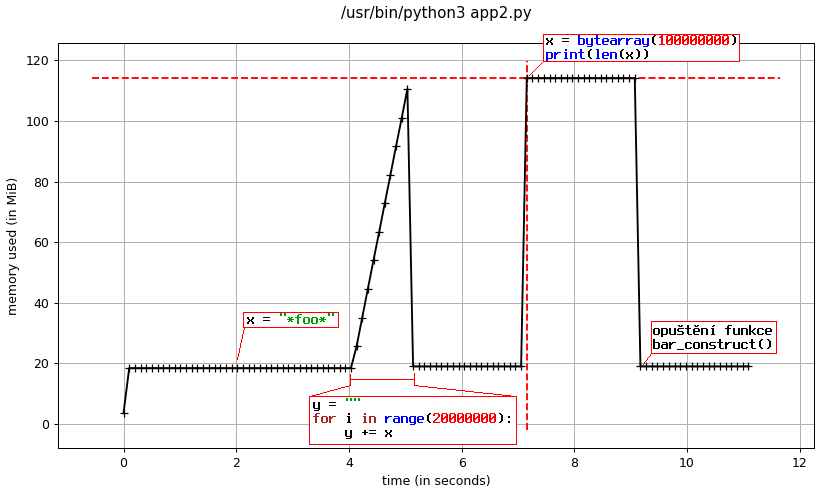 /usr/bin/python3 app2.py
x = bytearray(100000000)
print(len(x))
120
100
80
60
40
20
0
memory used (in MiB)
x = "*foo*"
opuštění funkce
bar_construct()
y = ""
for i in range(20000000):
    y += x
0 2 4 6 8 10 12
time (in seconds)